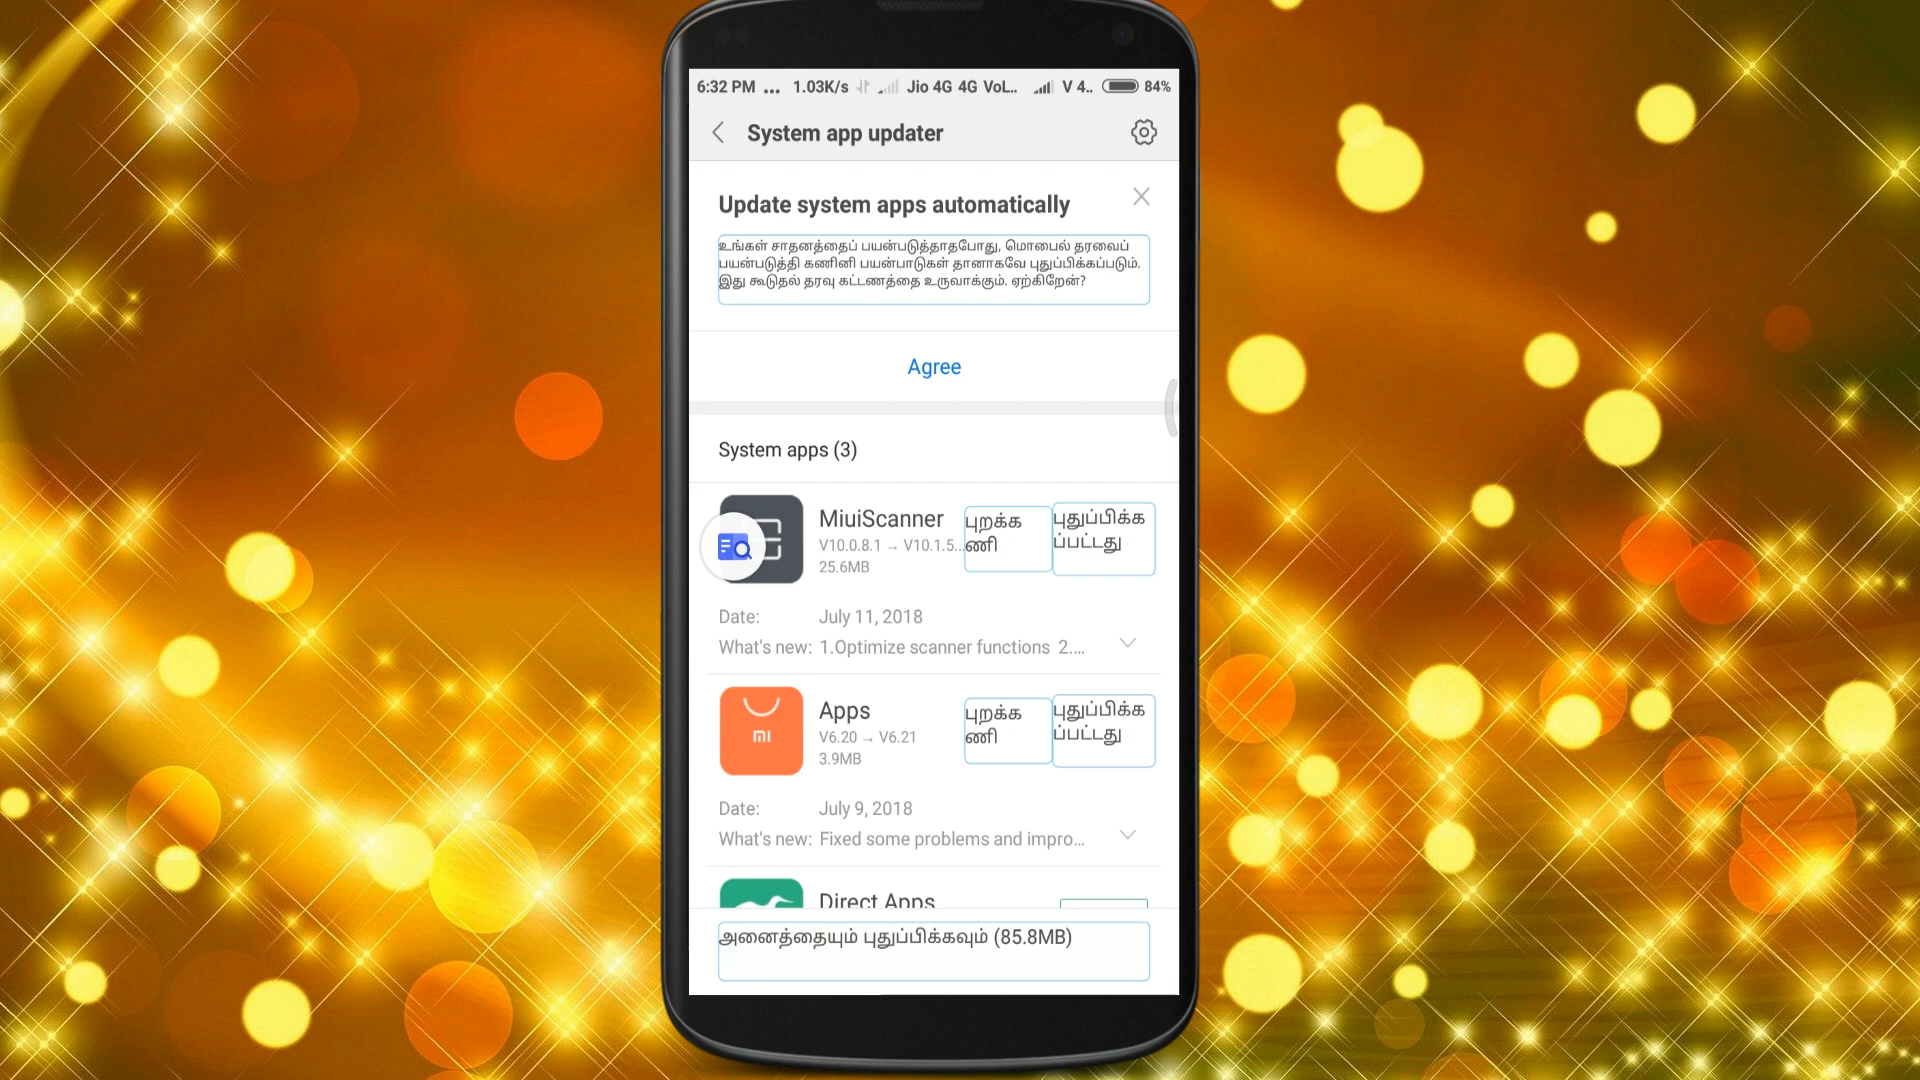 6:32 PM ... 1.03K/s Jio 4G 4G VoL... V 4.. 84%
System app updater
Update system apps automatically
உங்கள் சாதனத்தைப் பயன்படுத்தாதபோது, மொபைல் தரவைப்
பயன்படுத்தி கணினி பயன்பாடுகள் தானாகவே புதுப்பிக்கப்படும்.
இது கூடுதல் தரவு கட்டணத்தை உருவாக்கும். ஏற்கிறேன்?
Agree
System apps (3)
MiuiScanner
V10.0.8.1 → V10.1.5...
25.6MB
புறக்க
ணி
புதுப்பிக்க
ப்பட்டது
Date: July 11, 2018
What's new: 1.Optimize scanner functions 2....
Apps
V6.20 → V6.21
3.9MB
புறக்க
ணி
புதுப்பிக்க
ப்பட்டது
mi
Date: July 9, 2018
What's new: Fixed some problems and impro...
Direct Apps
அனைத்தையும் புதுப்பிக்கவும் (85.8MB)